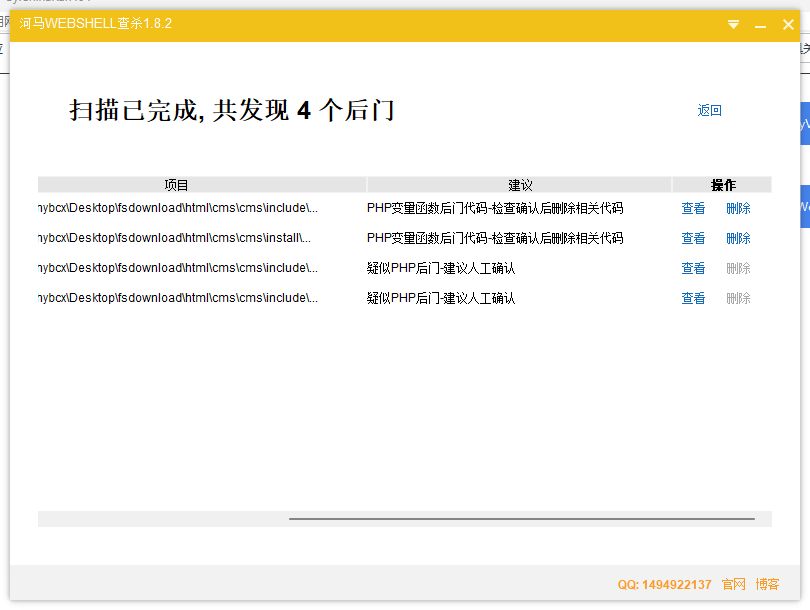 河马WEBSHELL查杀1.8.2
扫描已完成, 共发现 4 个后门
返回
项目 建议 操作
nybcx\Desktop\fsdownload\html\cms\cms\include\... PHP变量函数后门代码-检查确认后删除相关代码 查看 删除
nybcx\Desktop\fsdownload\html\cms\cms\install\... PHP变量函数后门代码-检查确认后删除相关代码 查看 删除
nybcx\Desktop\fsdownload\html\cms\cms\include\... 疑似PHP后门-建议人工确认 查看 删除
nybcx\Desktop\fsdownload\html\cms\cms\include\... 疑似PHP后门-建议人工确认 查看 删除
QQ: 1494922137 官网 博客